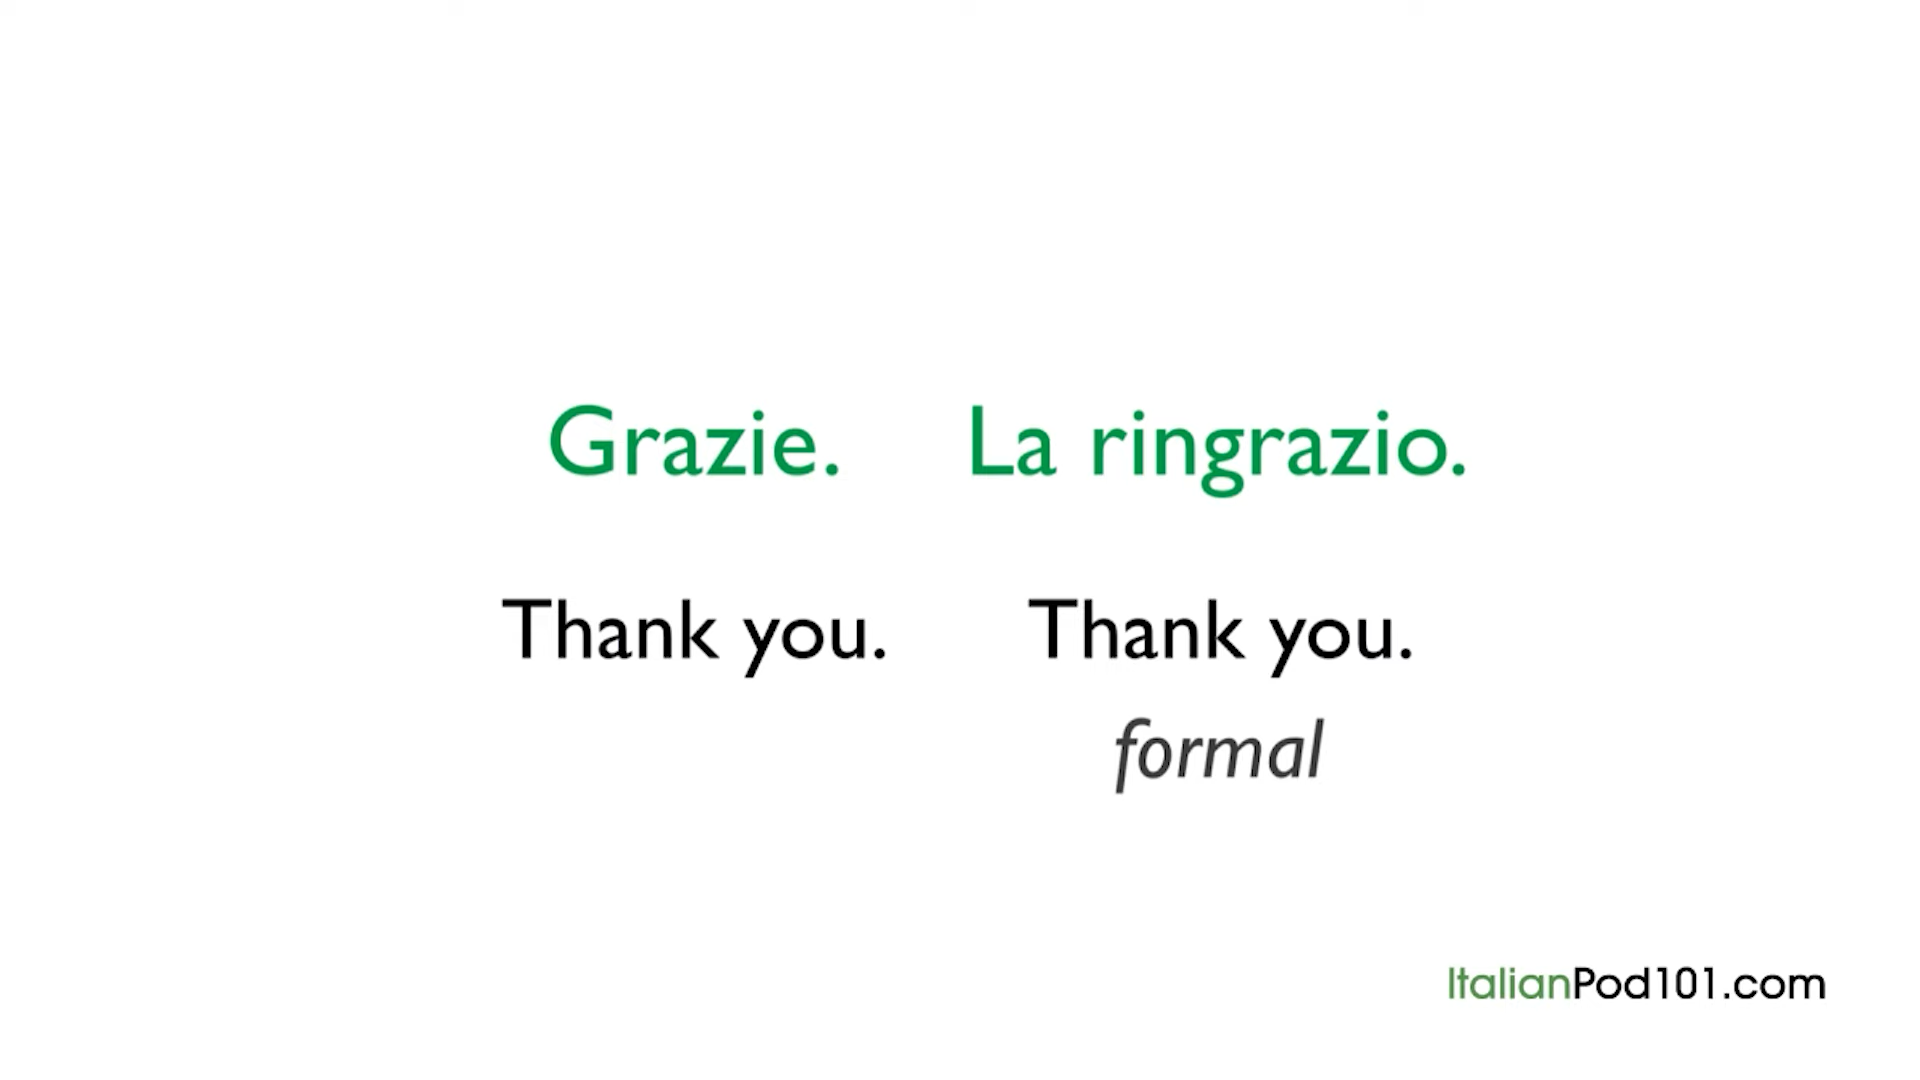 Grazie. La ringrazio.
Thank you. Thank you.
formal
ItalianPod101.com